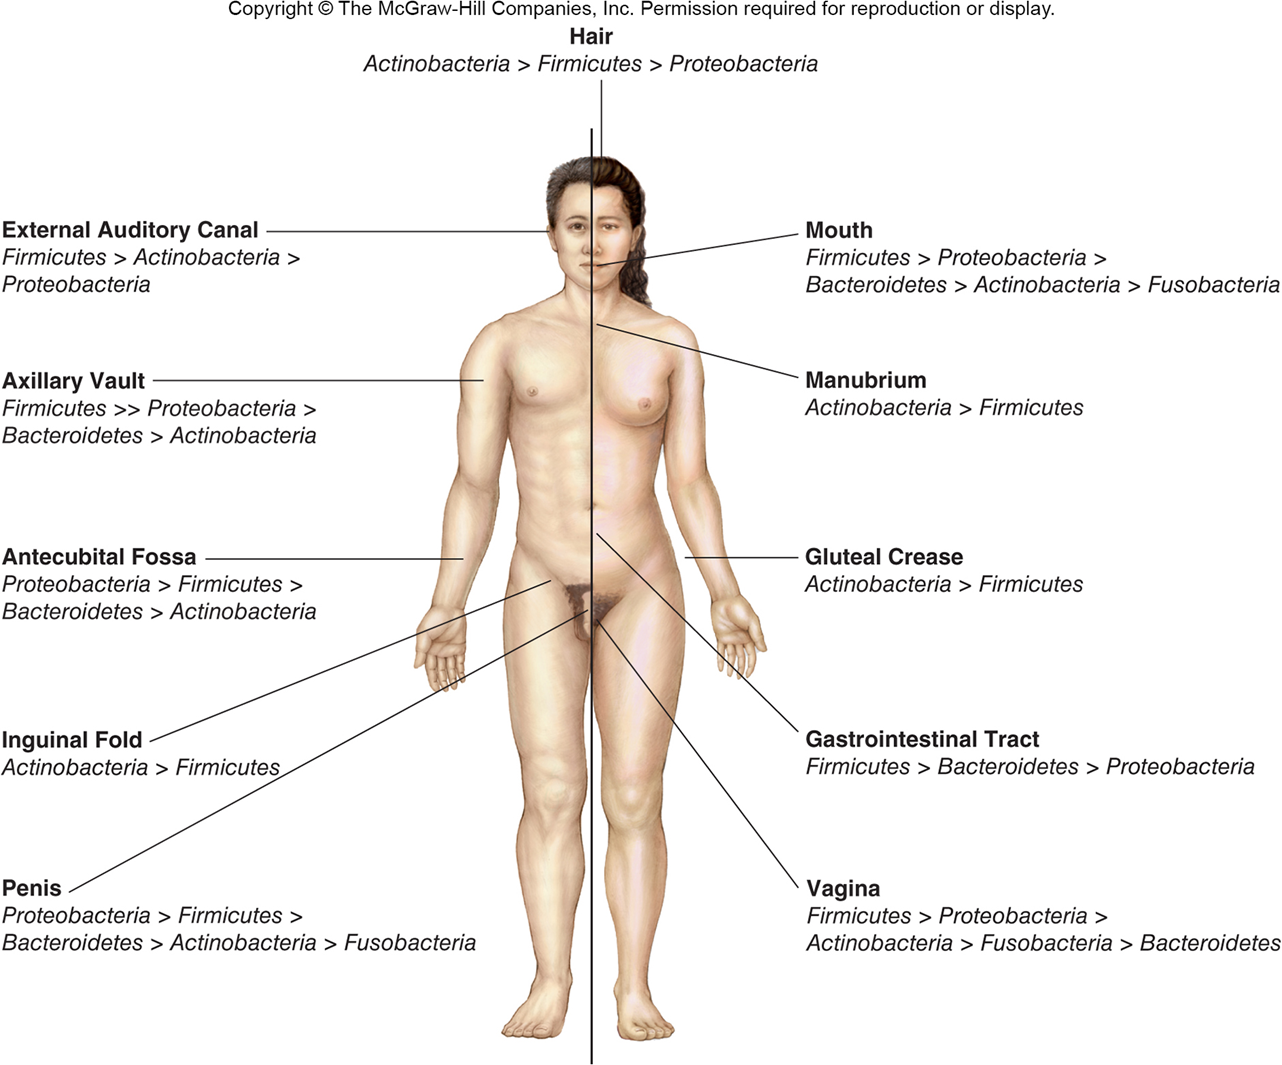 Copyright © The McGraw-Hill Companies, Inc. Permission required for reproduction or display.
Hair
Actinobacteria > Firmicutes > Proteobacteria
External Auditory Canal
Firmicutes > Actinobacteria >
Proteobacteria
Mouth
Firmicutes > Proteobacteria >
Bacteroidetes > Actinobacteria > Fusobacteria
Axillary Vault
Firmicutes >> Proteobacteria >
Bacteroidetes > Actinobacteria
Manubrium
Actinobacteria > Firmicutes
Antecubital Fossa
Proteobacteria > Firmicutes >
Bacteroidetes > Actinobacteria
Gluteal Crease
Actinobacteria > Firmicutes
Inguinal Fold
Actinobacteria > Firmicutes
Gastrointestinal Tract
Firmicutes > Bacteroidetes > Proteobacteria
Penis
Proteobacteria > Firmicutes >
Bacteroidetes > Actinobacteria > Fusobacteria
Vagina
Firmicutes > Proteobacteria >
Actinobacteria > Fusobacteria > Bacteroidetes